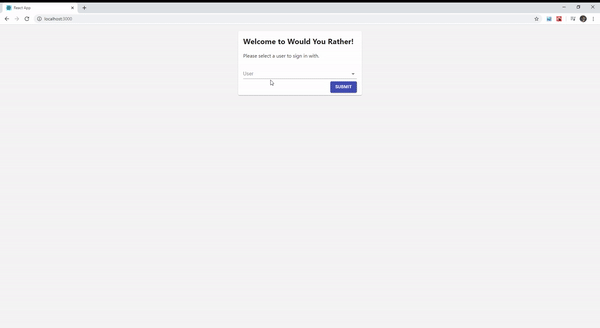 React App
localhost:3000
Welcome to Would You Rather!
Please select a user to sign in with.
User
SUBMIT